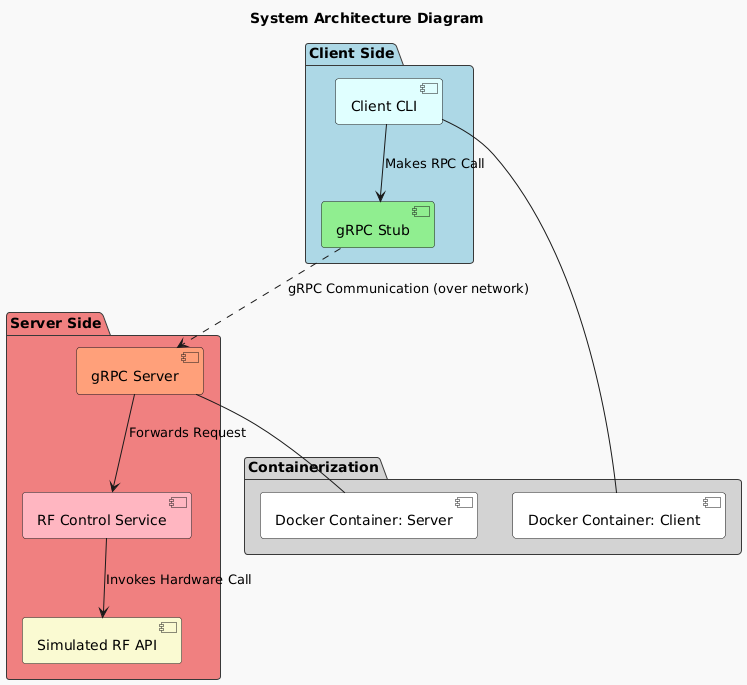 System Architecture Diagram
Client Side
Client CLI
Makes RPC Call
gRPC Stub
gRPC Communication (over network)
Server Side
gRPC Server
Forwards Request
Containerization
RF Control Service
Docker Container: Server
Docker Container: Client
Invokes Hardware Call
Simulated RF API